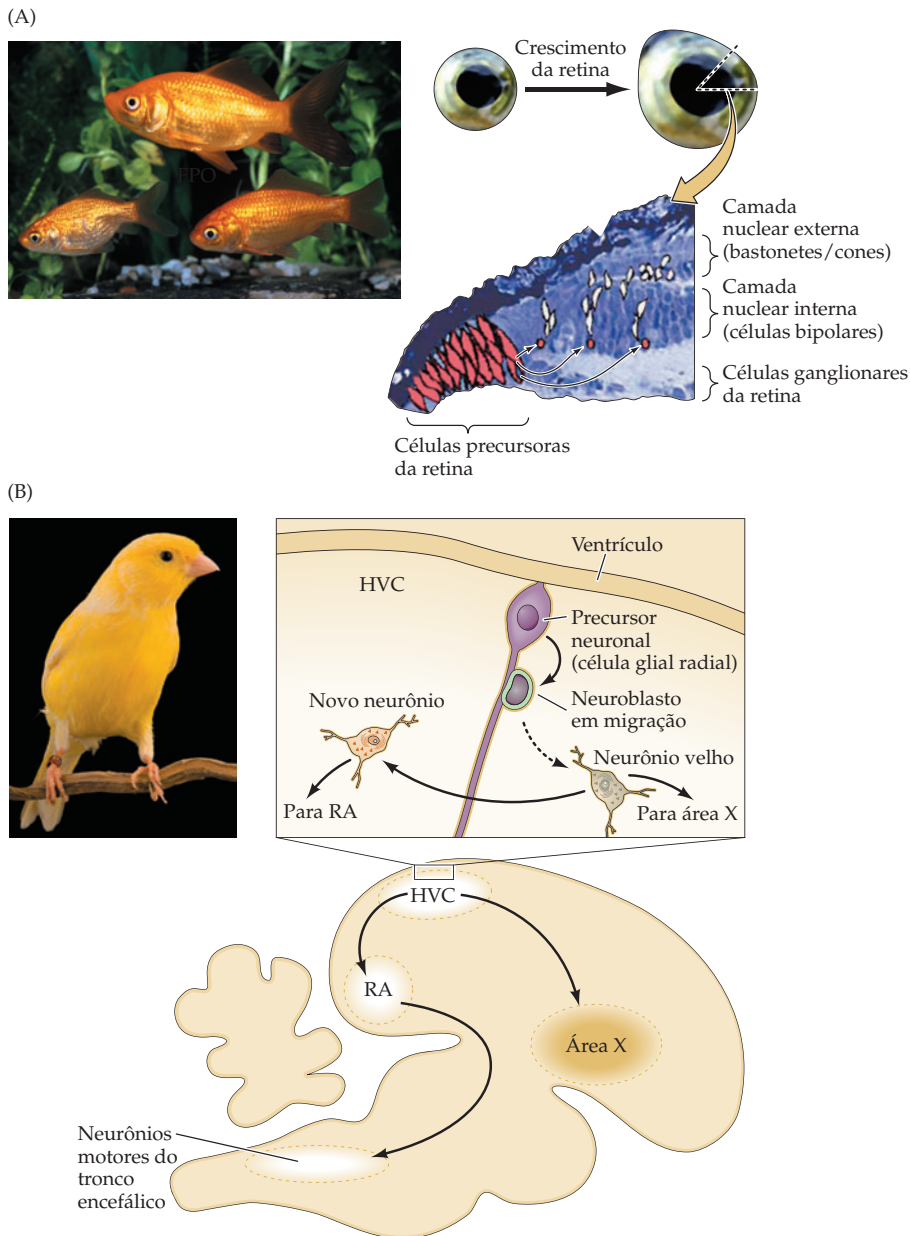 (A)
EPO
Crescimento
da retina
Camada
nuclear externa
(bastonetes/cones)
Camada
nuclear interna
(células bipolares)
Células ganglionares
da retina
Células precursoras
da retina
(B)
Ventrículo
HVC
Precursor
neuronal
(célula glial radial)
Neuroblasto
em migração
Novo neurônio
Neurônio velho
Para RA
Para área X
HVC
RA
Área X
Neurônios
motores do
tronco
encefálico